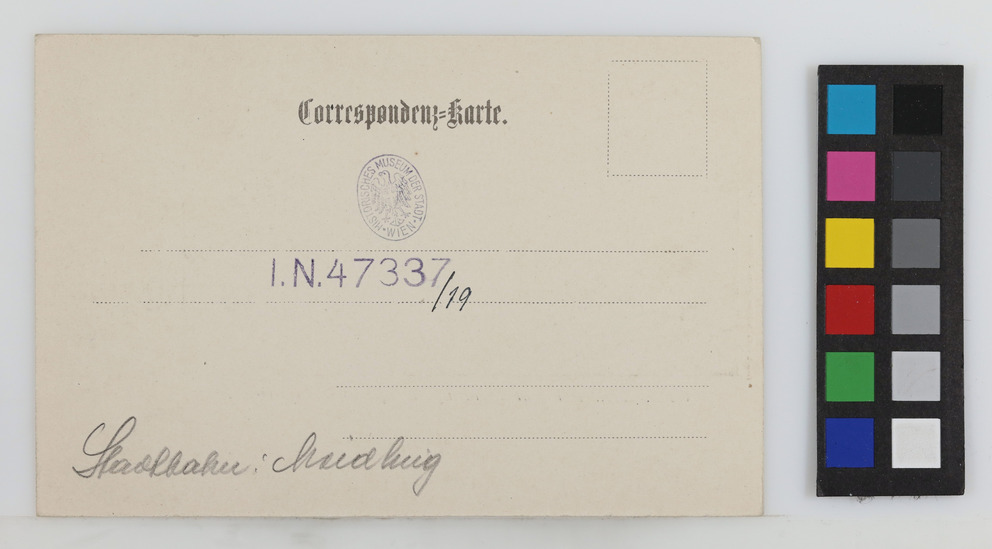 Correspondenz-Karte.
HISTORISCHES MUSEUM DER STADT · WIEN ·
I.N.47337/19
Stadtbahn: Meidling